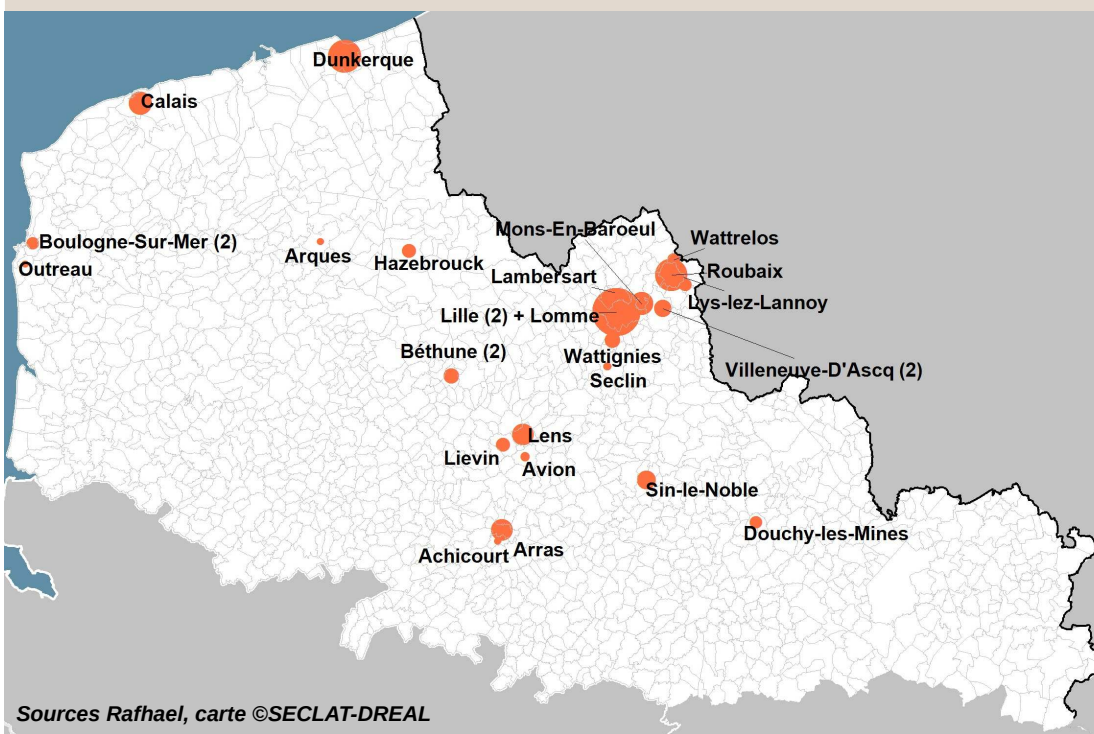 Dunkerque
Calais
Mons-En-Baroeul
Wattrelos
Boulogne-Sur-Mer (2)
Arques
Hazebrouck
Outreau
Lambersart
Roubaix
Lys-lez-Lannoy
Lille (2) + Lomme
Béthune (2)
Wattignies
Villeneuve-D'Ascq (2)
Seclin
Lens
Lievin
Avion
Sin-le-Noble
Douchy-les-Mines
Achicourt
Arras
Sources Rafhael, carte ©SECLAT-DREAL